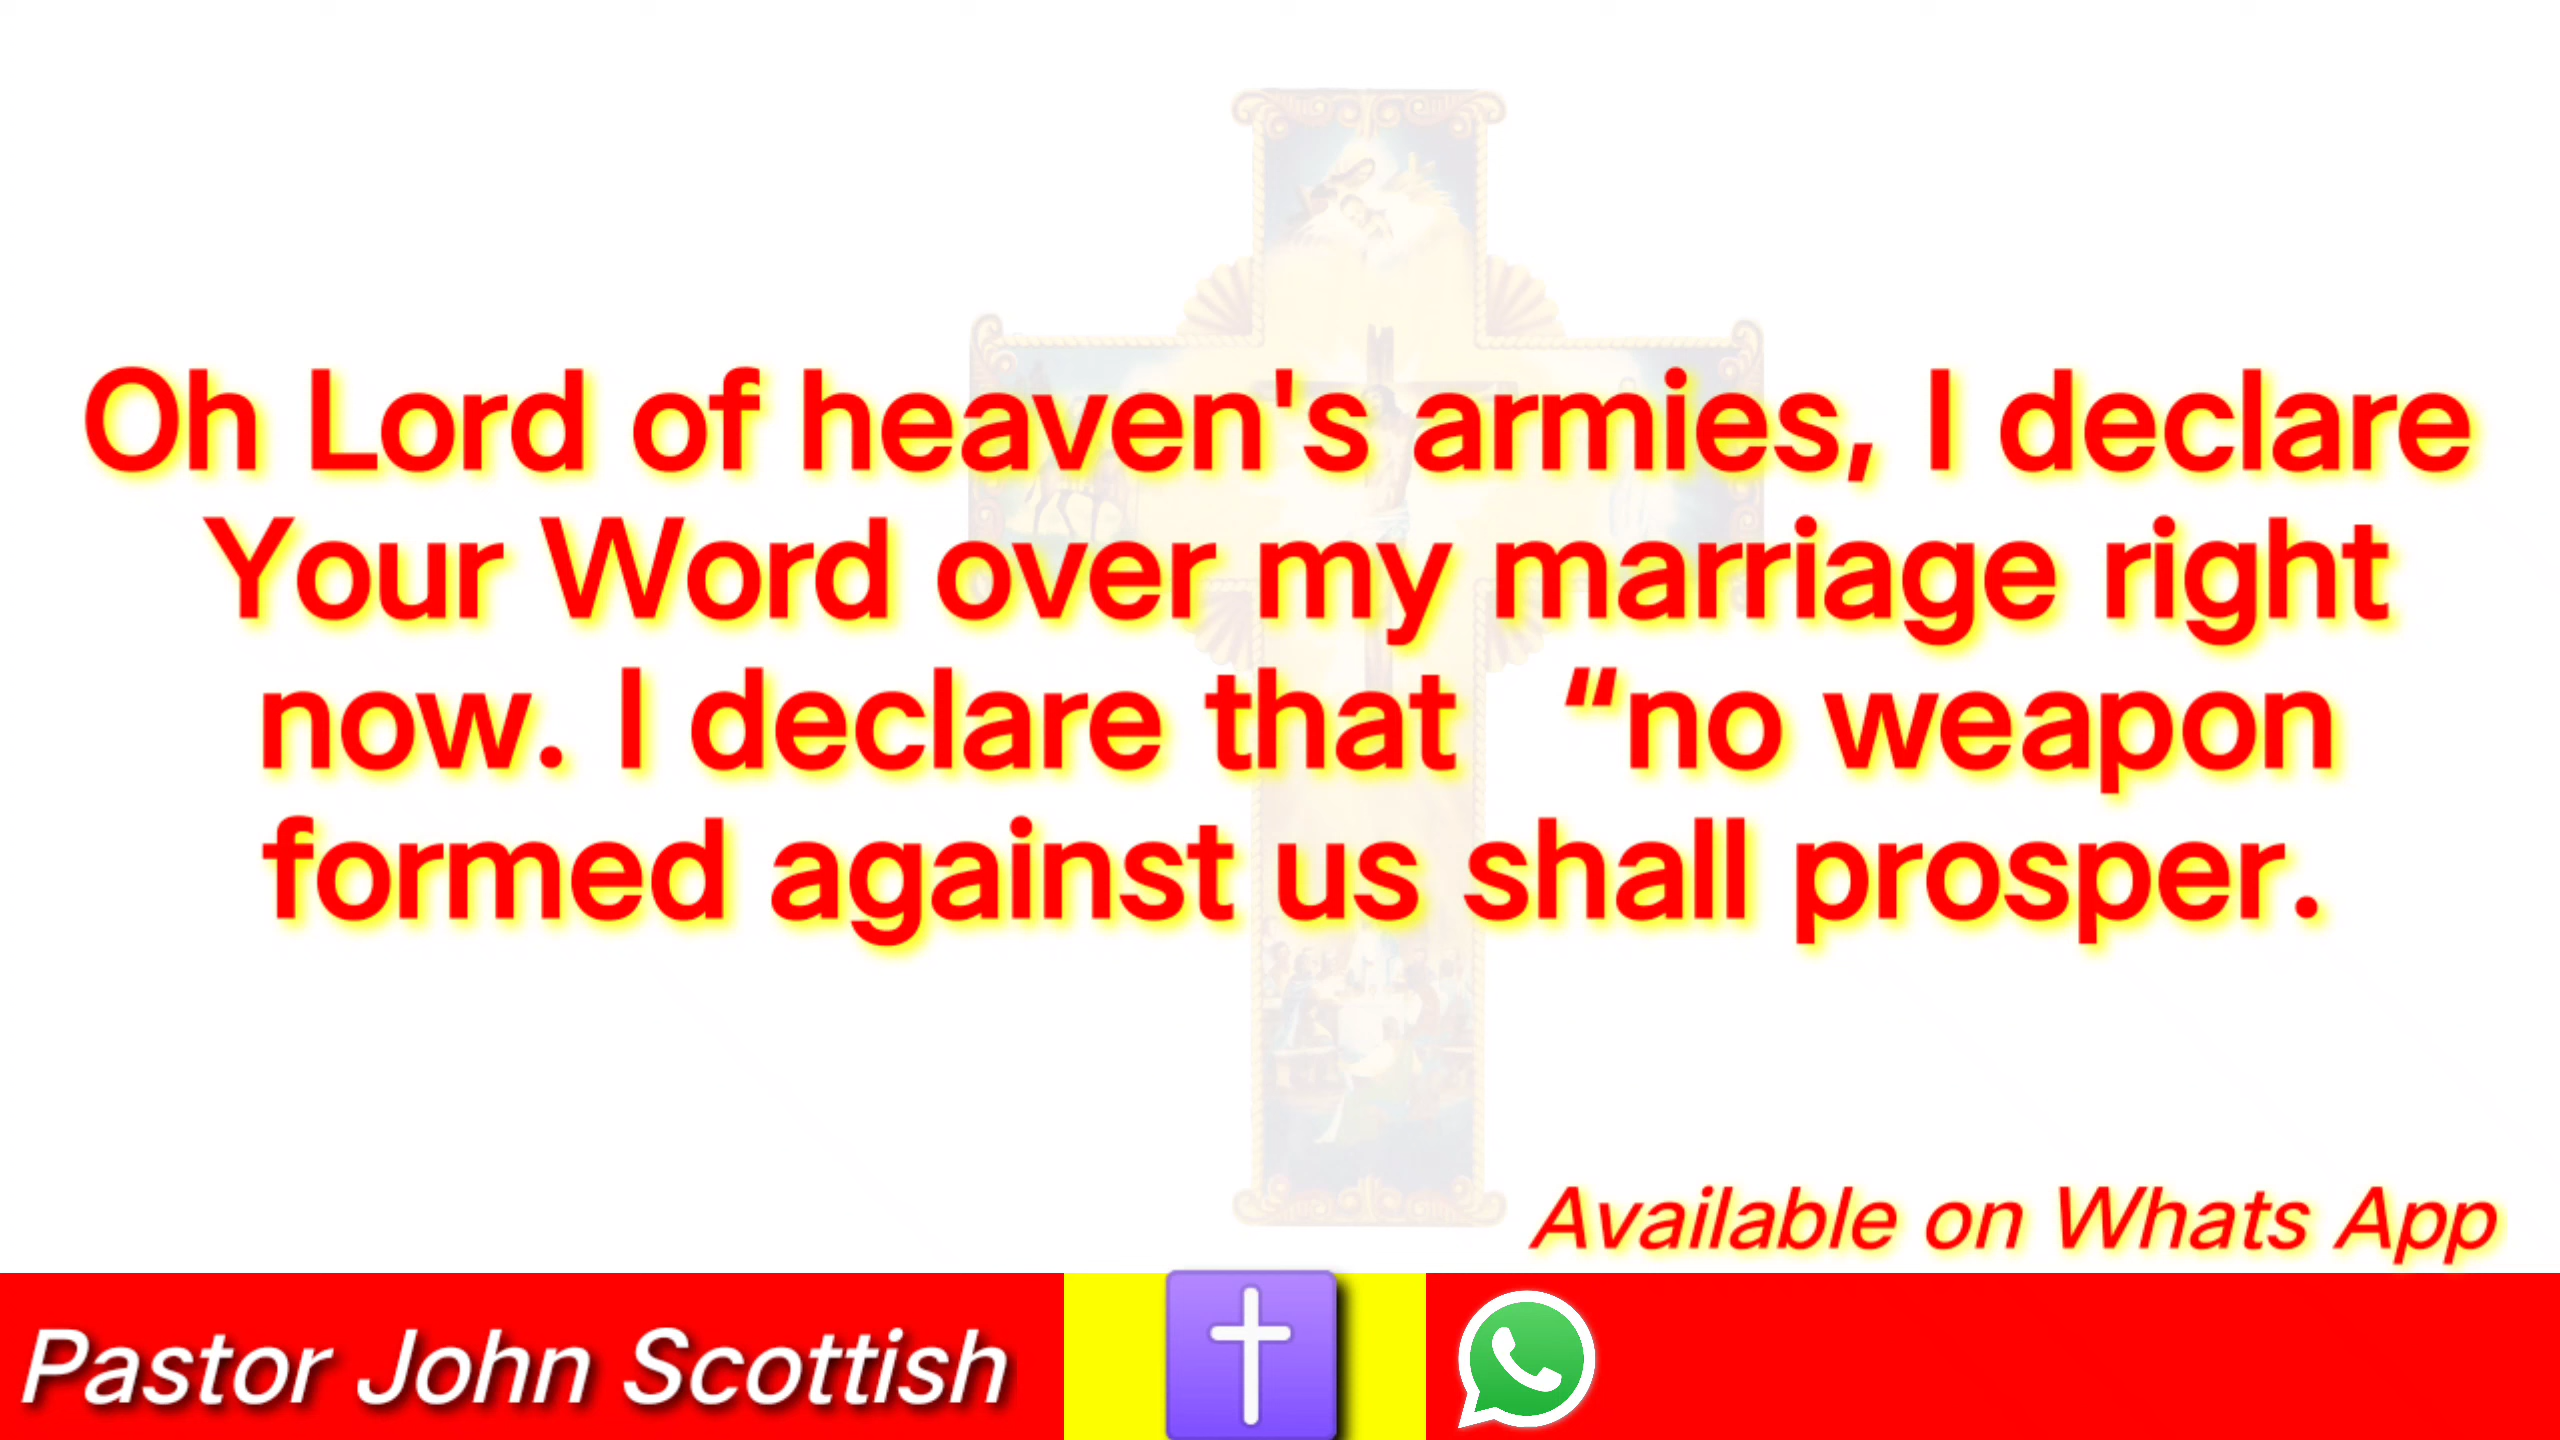 Oh Lord of heaven's armies, I declare
Your Word over my marriage right
now. I declare that “no weapon
formed against us shall prosper.
Available on Whats App
Pastor John Scottish